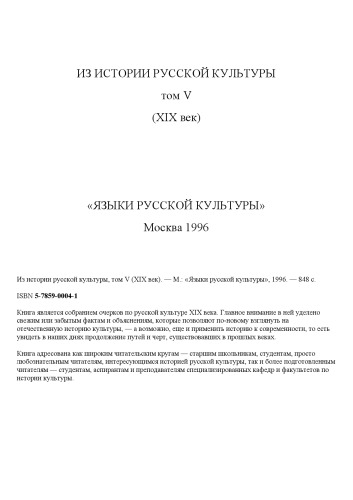 ИЗ ИСТОРИИ РУССКОЙ КУЛЬТУРЫ
том V
(XIX век)
«ЯЗЫКИ РУССКОЙ КУЛЬТУРЫ»
Москва 1996
Из истории русской культуры, том V (XIX век). — М.: «Языки русской культуры», 1996. — 848 с.
ISBN 5-7859-0004-1
Книга является собранием очерков по русской культуре XIX века. Главное внимание в ней уделено
свежим или забытым фактам и объяснениям, которые позволяют по-новому взглянуть на
отечественную историю культуры, — а возможно, еще и применить историю к современности, то есть
увидеть в наших днях продолжение путей и черт, существовавших в прошлых веках.
Книга адресована как широким читательским кругам — старшим школьникам, студентам, просто
любознательным читателям, интересующимся историей русской культуры, так и более подготовленным
читателям — студентам, аспирантам и преподавателям специализированных кафедр и факультетов по
истории культуры.